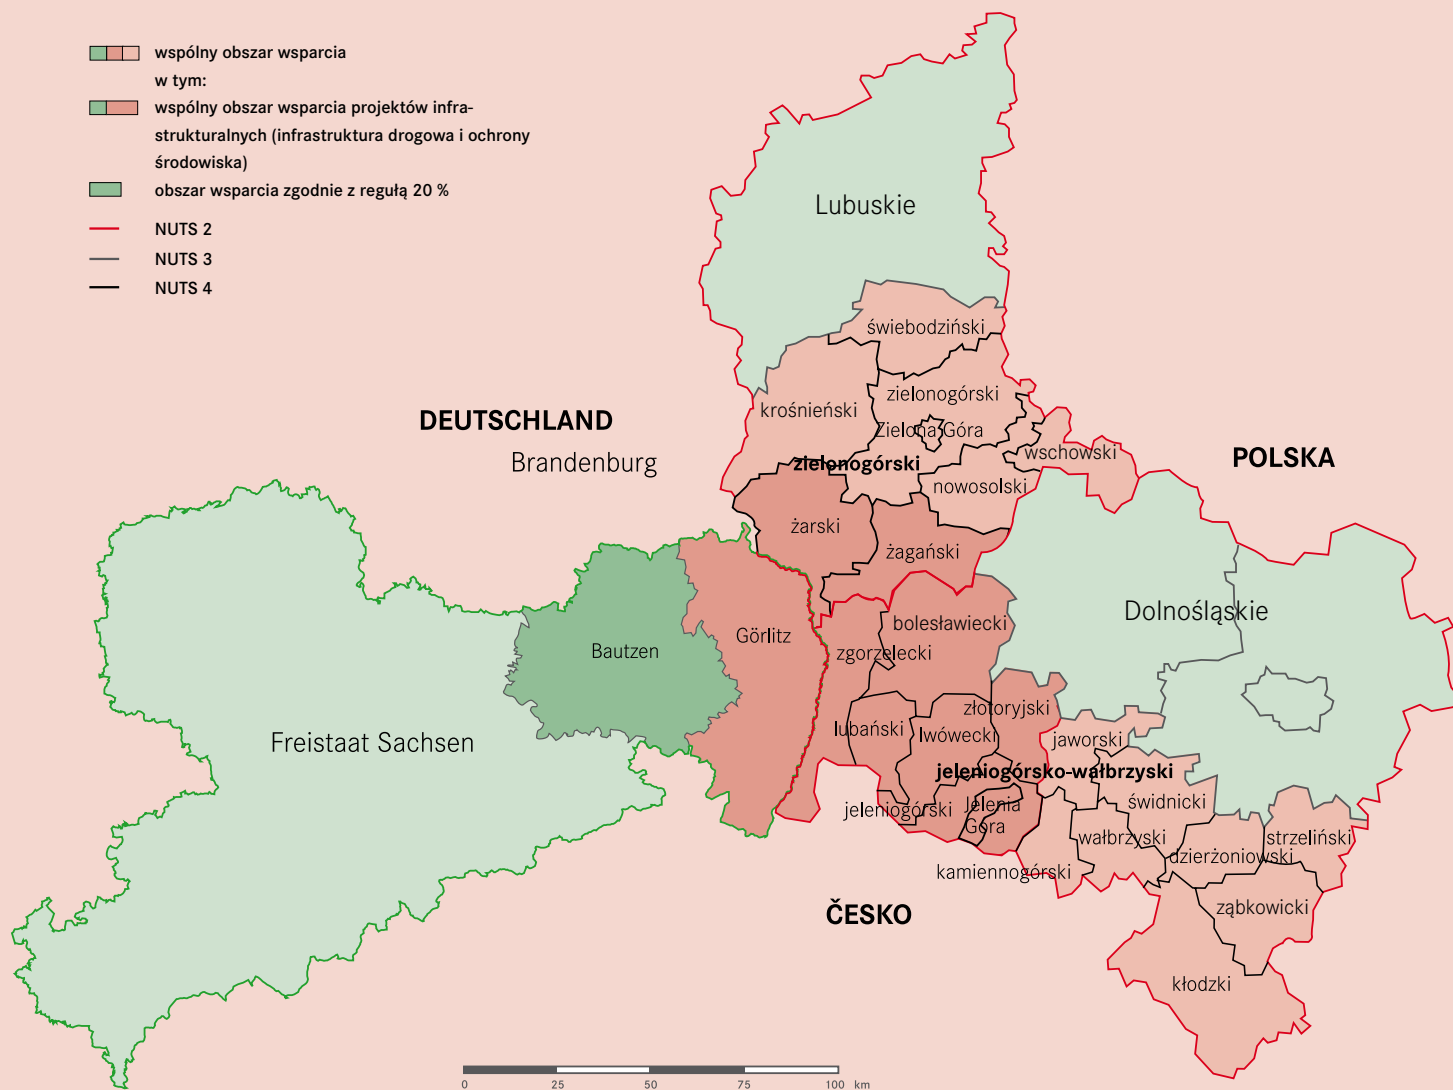 wspólny obszar wsparcia
w tym:
wspólny obszar wsparcia projektów infra-
strukturalnych (infrastruktura drogowa i ochrony
środowiska)
obszar wsparcia zgodnie z regułą 20 %
NUTS 2
NUTS 3
NUTS 4
Lubuskie
świebodziński
zielonogórski
krośnieński
DEUTSCHLAND
Zielona Góra
Brandenburg
zielonogórski
wschowski
POLSKA
nowosolski
żarski
żagański
Dolnośląskie
bolesławiecki
Görlitz
Bautzen
zgorzelecki
złotoryjski
lubański
lwówecki
jaworski
Freistaat Sachsen
jeleniogórsko-wałbrzyski
świdnicki
jeleniogórski
Jelenia
Góra
wałbrzyski
strzeliński
dzierżoniowski
kamiennogórski
ząbkowicki
ČESKO
kłodzki
0 25 50 75 100 km